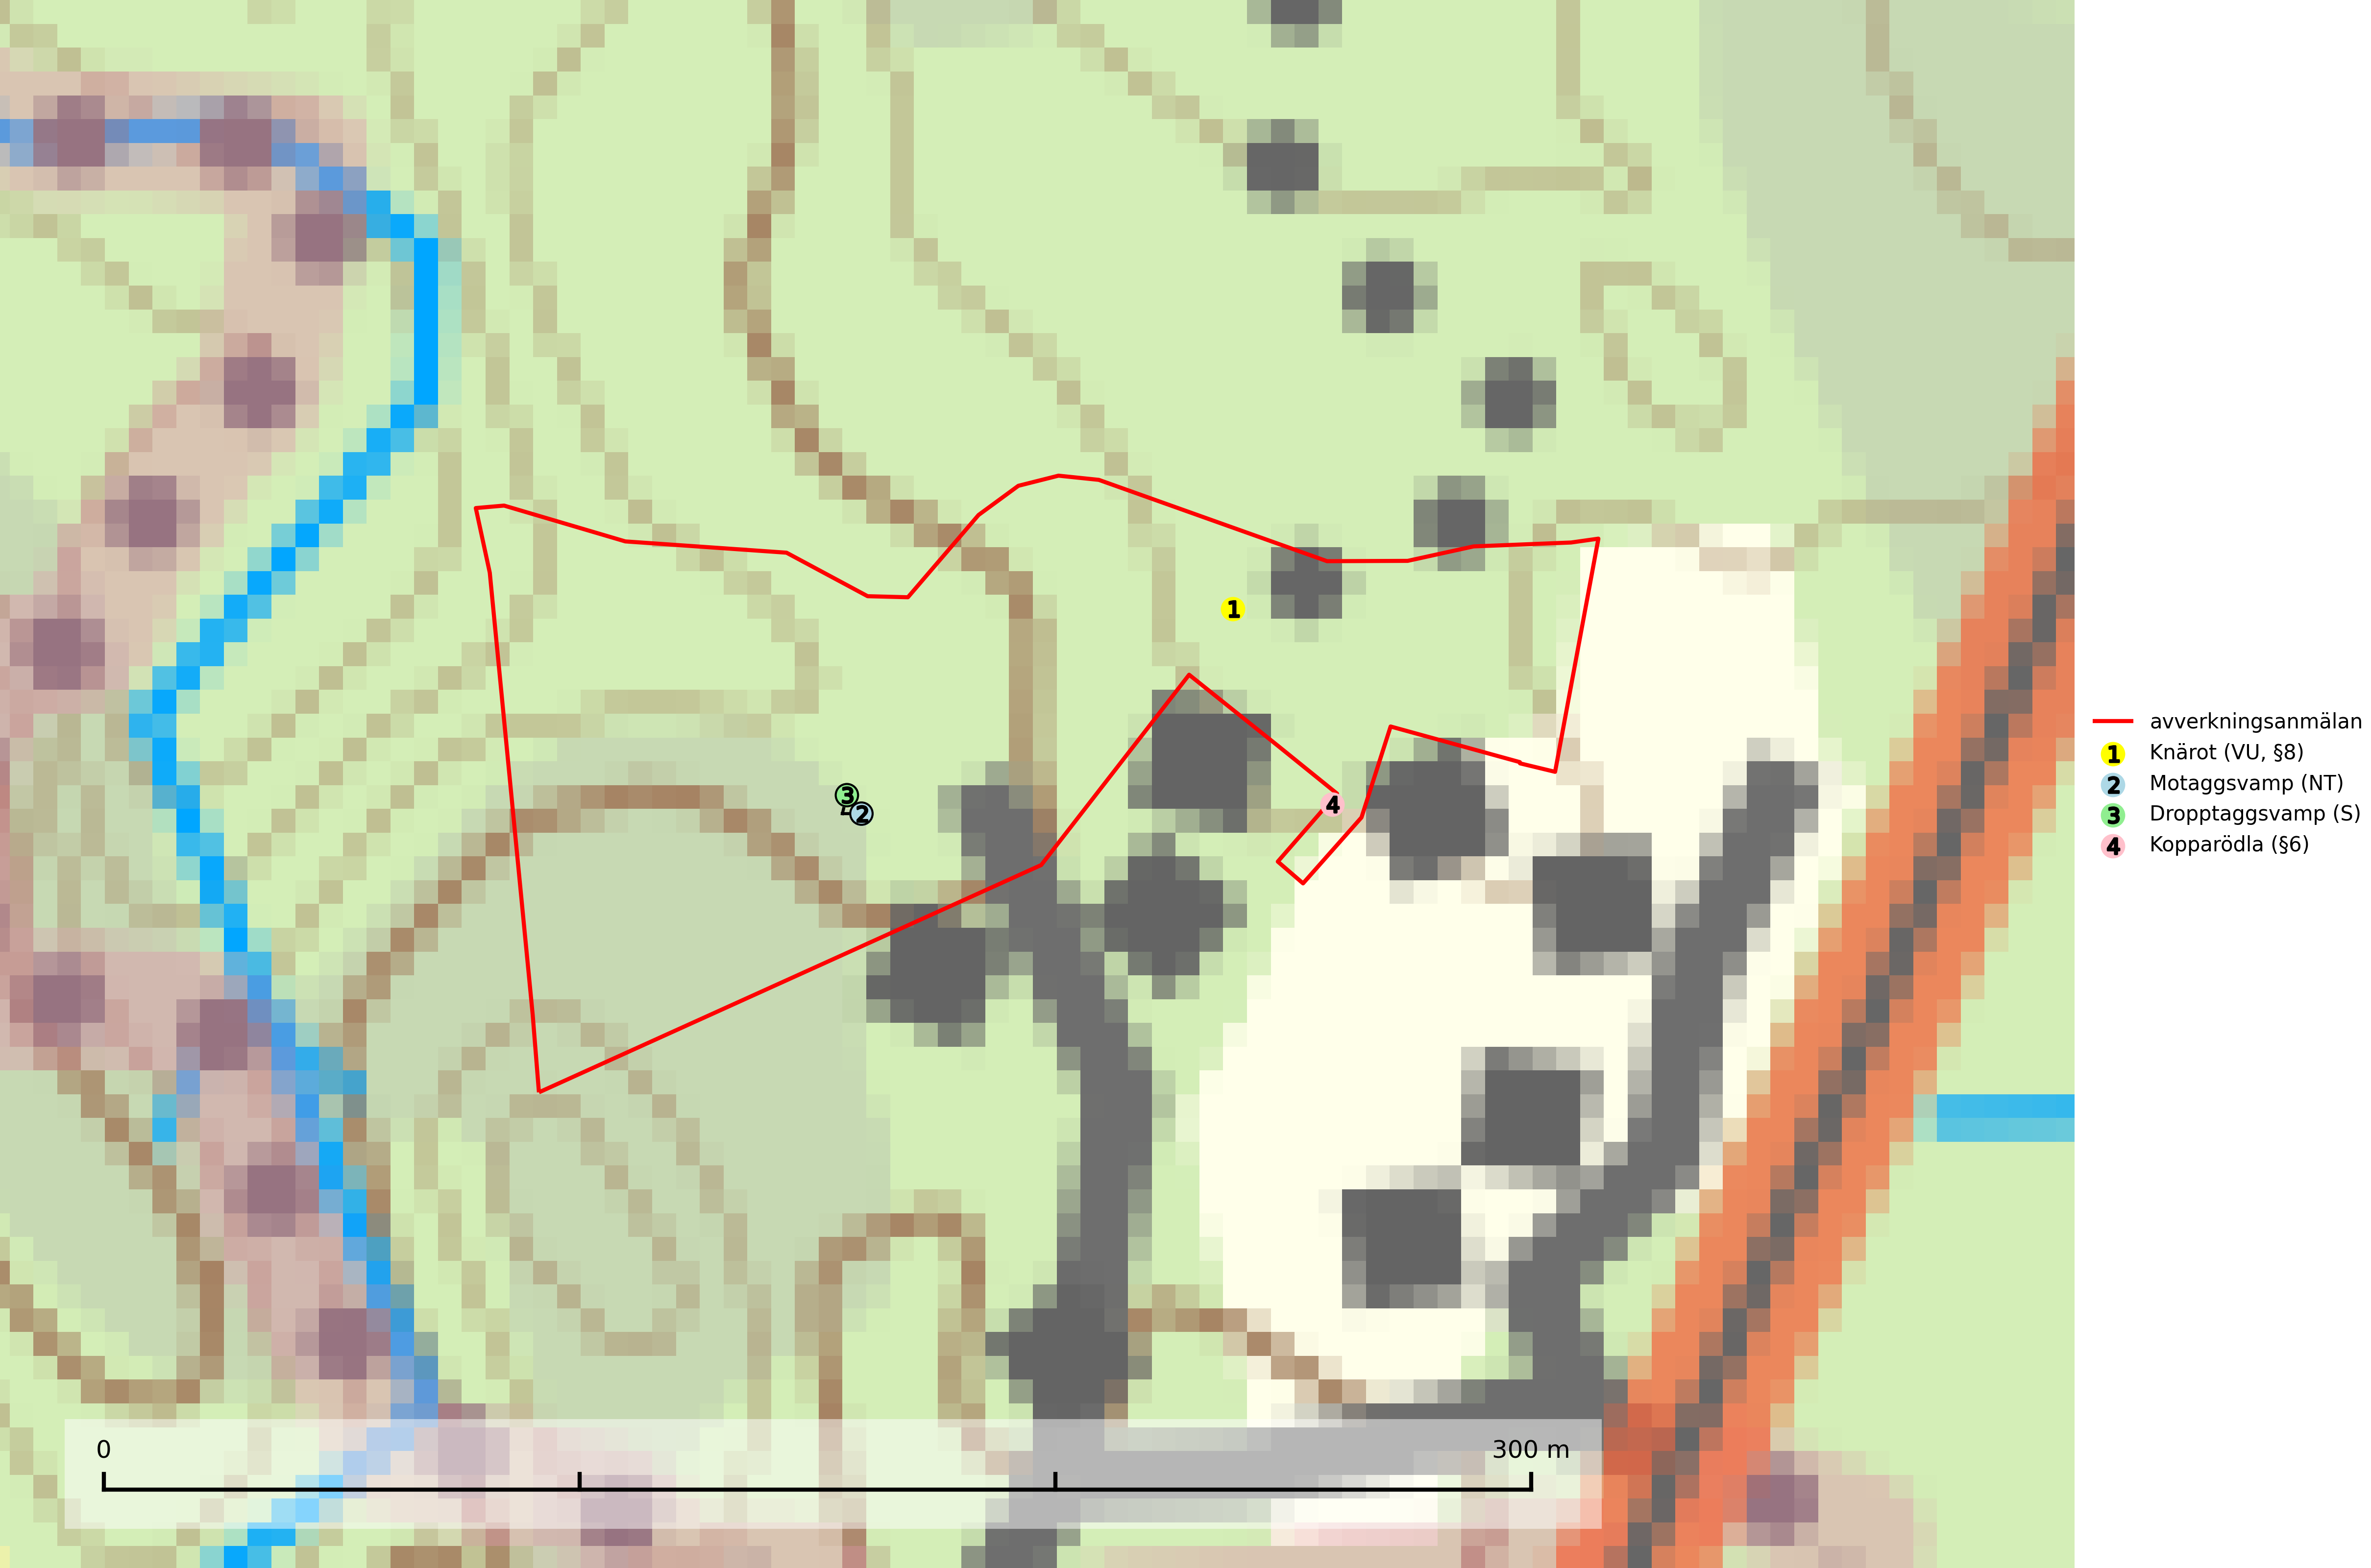 1
3
2
4
avverkningsanmälan
1 Knärot (VU, §8)
2 Motaggsvamp (NT)
3 Dropptaggsvamp (S)
4 Kopparödla (§6)
0 300 m